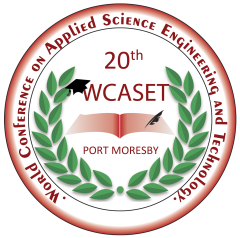 .World Conference on Applied Science Engineering and Technology.
20th
WCASET
PORT MORESBY